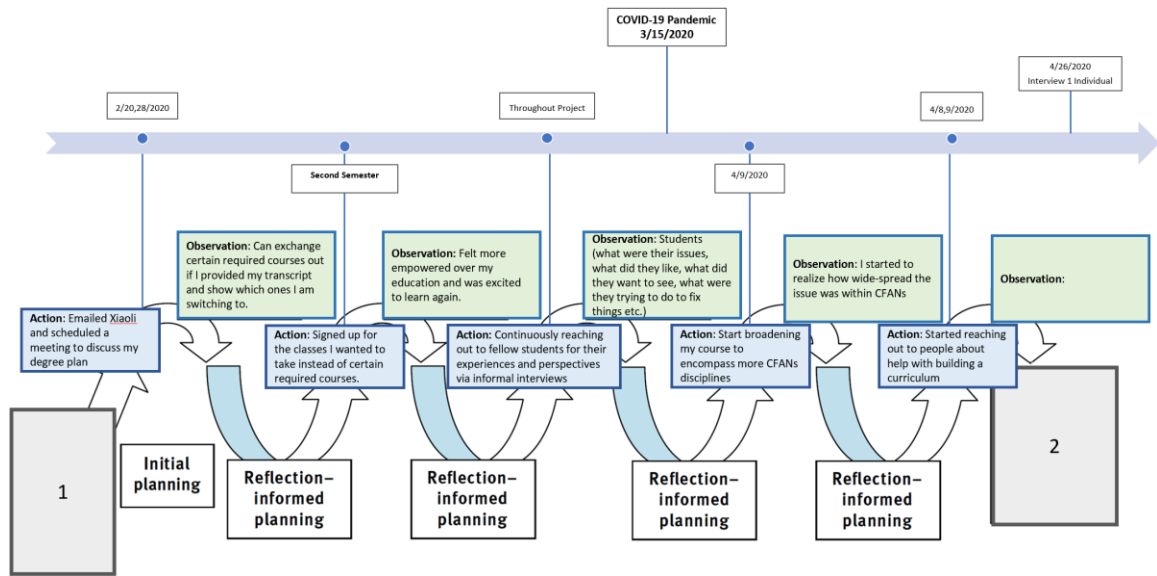 COVID-19 Pandemic
3/15/2020
4/26/2020
Interview 1 Individual
2/20,28/2020
Throughout Project
4/8,9/2020
Second Semester
4/9/2020
Observation: Can exchange
certain required courses out
if I provided my transcript
and show which ones I am
switching to.
Observation: Felt more
empowered over my
education and was excited
to learn again.
Observation: Students
(what were their issues,
what did they like, what did
they want to see, what were
they trying to do to fix
things etc.)
Observation: I started to
realize how wide-spread the
issue was within CFANs
Observation:
Action: Emailed Xiaoli
and scheduled a
meeting to discuss my
degree plan
Action: Signed up for
the classes I wanted to
take instead of certain
required courses.
Action: Continuously reaching
out to fellow students for their
experiences and perspectives
via informal interviews
Action: Start broadening
my course to
encompass more CFANs
disciplines
Action: Started reaching
out to people about
help with building a
curriculum
1
Initial
planning
Reflection–
informed
planning
Reflection–
informed
planning
Reflection–
informed
planning
Reflection–
informed
planning
2